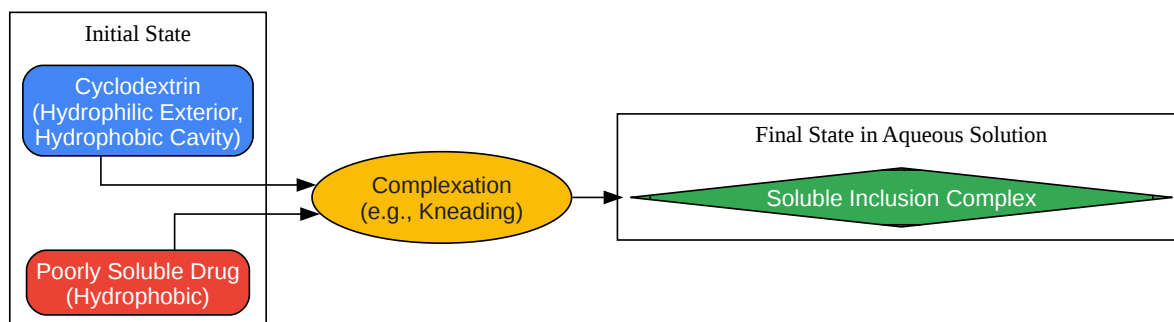 Initial State
Cyclodextrin
(Hydrophilic Exterior,
Hydrophobic Cavity)
Poorly Soluble Drug
(Hydrophobic)
Complexation
(e.g., Kneading)
Final State in Aqueous Solution
Soluble Inclusion Complex